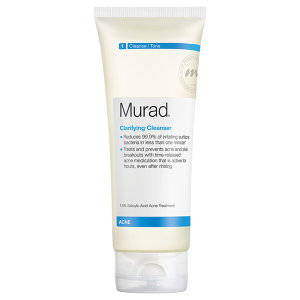 1 Cleanse / Tone
m
Murad.
Clarifying Cleanser
• Reduces 99.9% of irritating surface
bacteria in less than one minute*
• Treats and prevents acne and
breakouts with time-released
acne medication that is active for
hours, even after rinsing
1.5% Salicylic Acid Acne Treatment
ACNE